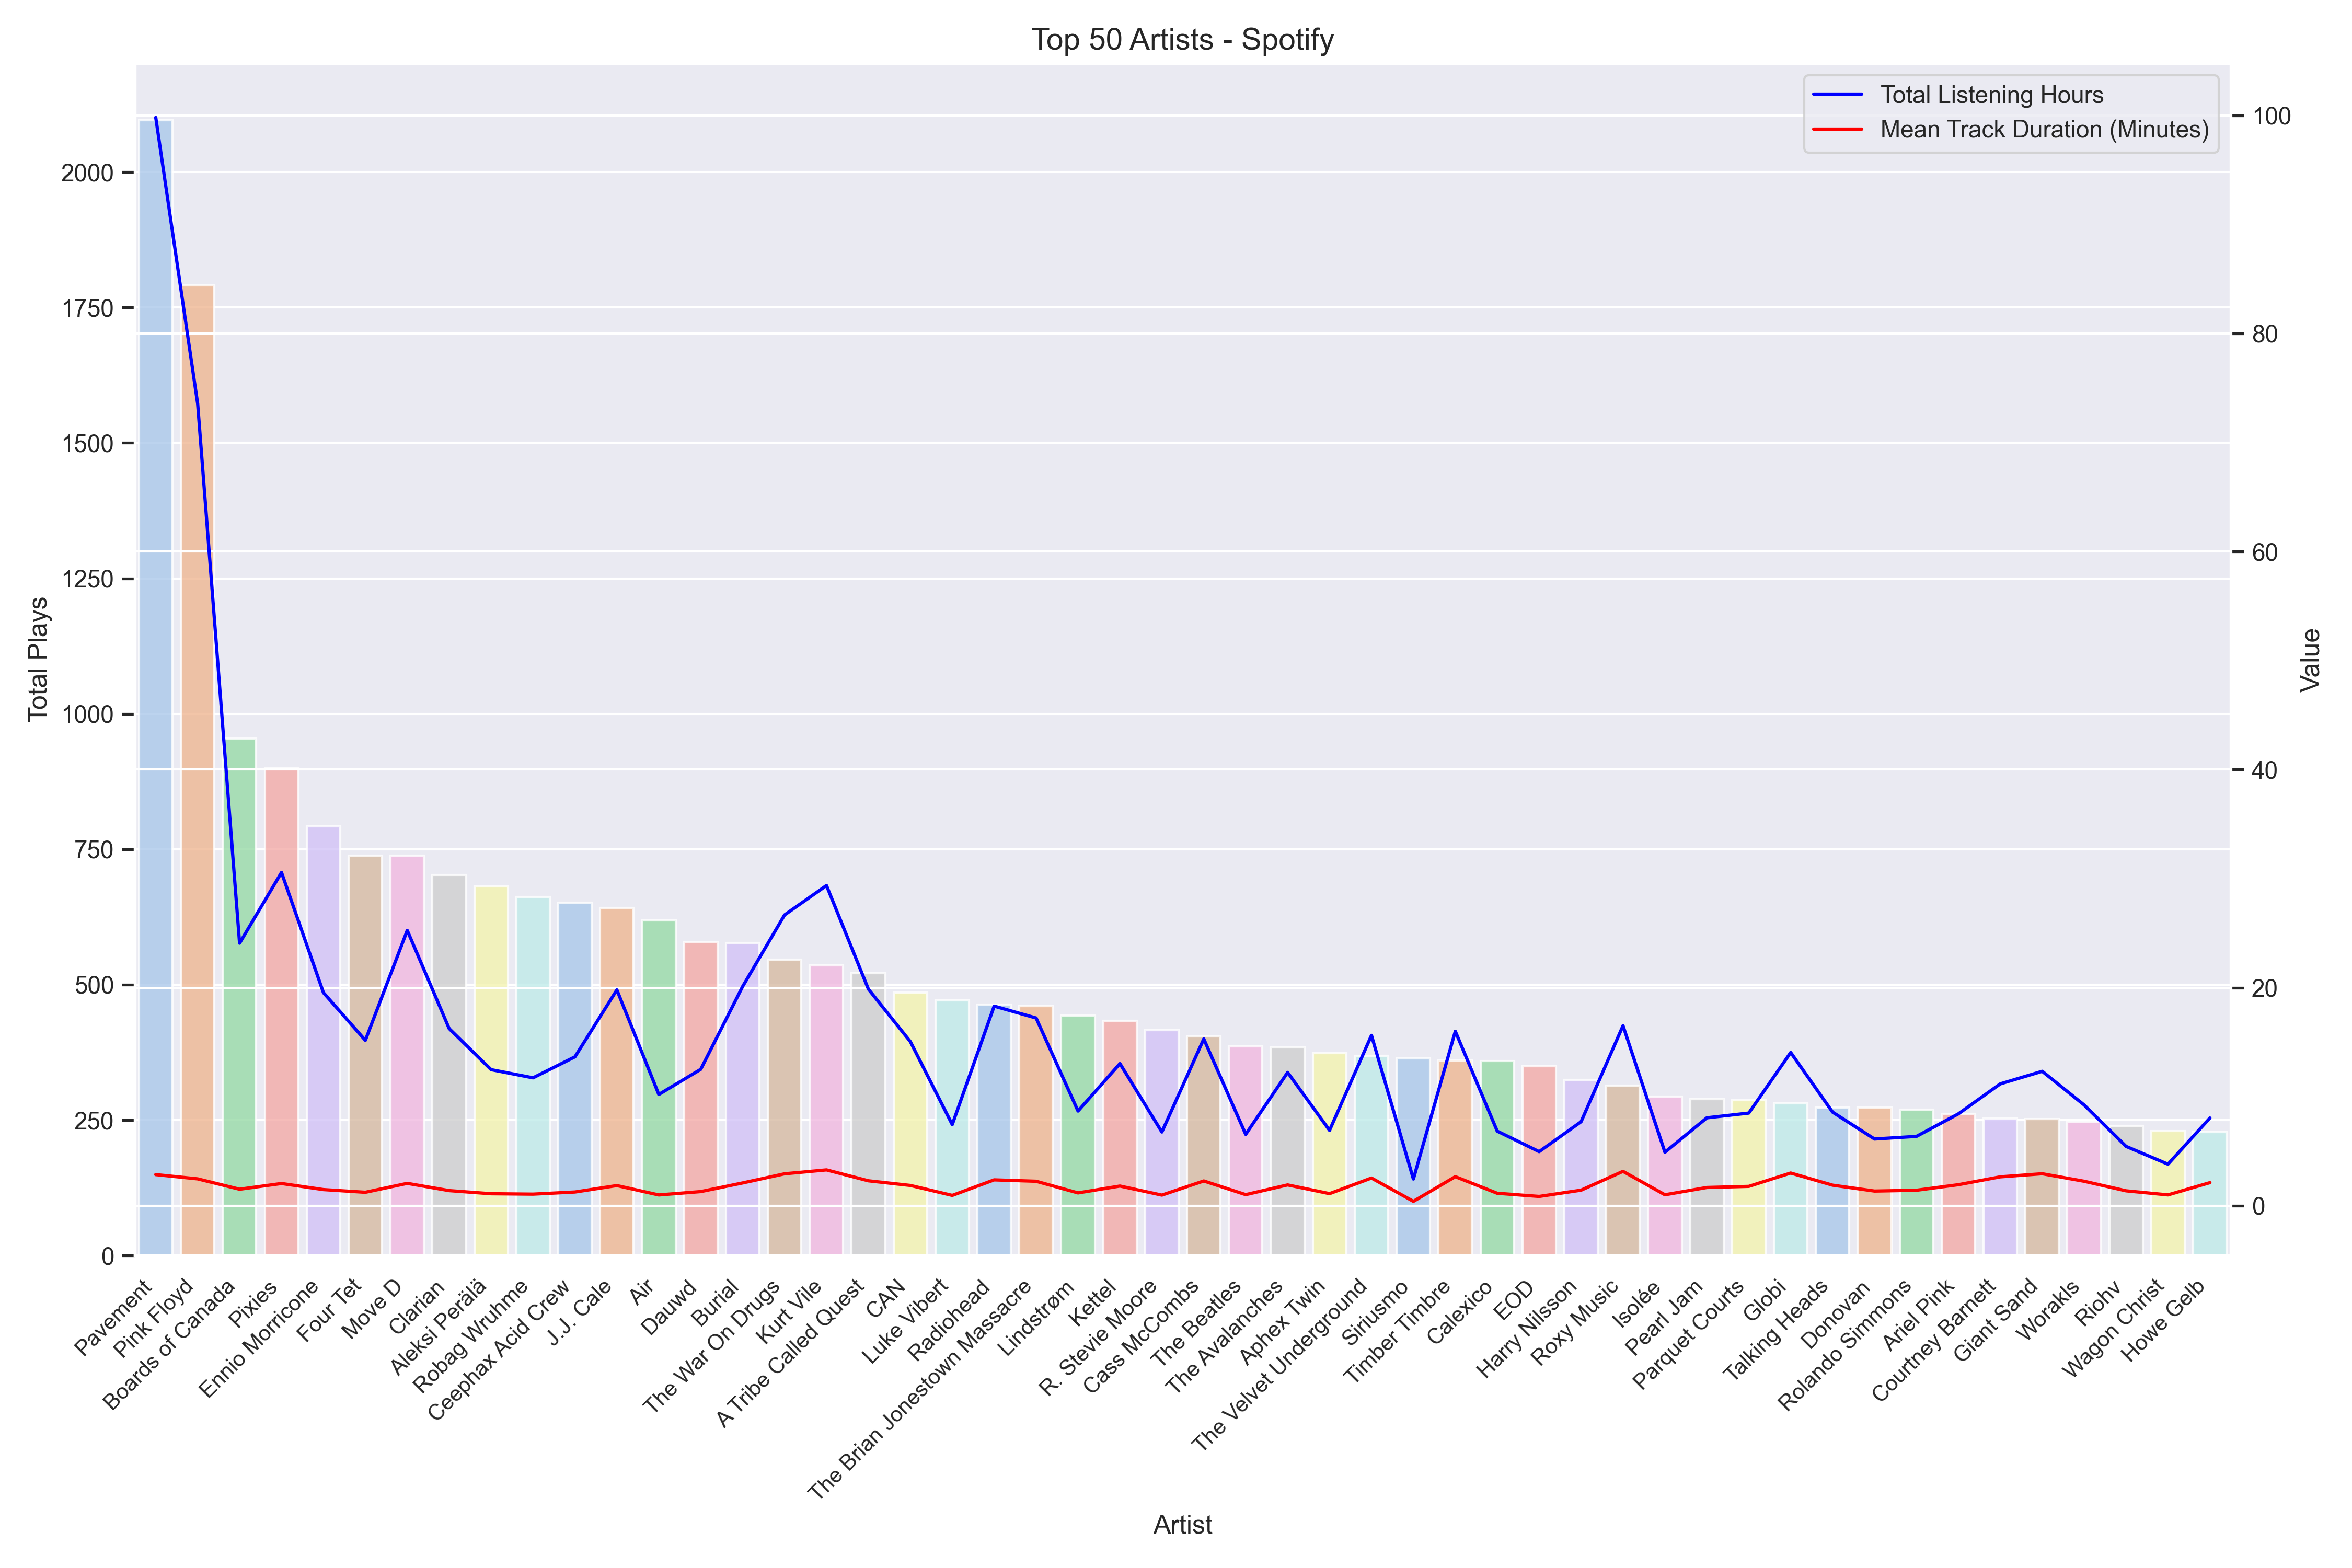 Top 50 Artists - Spotify
Total Listening Hours
Mean Track Duration (Minutes)
Total Plays
2000
1750
1500
1250
1000
750
500
250
0
Value
100
80
60
40
20
0
Pavement
Pink Floyd
Boards of Canada
Pixies
Ennio Morricone
Four Tet
Move D
Clarian
Aleksi Perälä
Robag Wruhme
Ceephax Acid Crew
J.J. Cale
Air
Dauwd
Burial
The War On Drugs
Kurt Vile
A Tribe Called Quest
CAN
Luke Vibert
Radiohead
The Brian Jonestown Massacre
Lindstrøm
Kettel
R. Stevie Moore
Cass McCombs
The Beatles
The Avalanches
Aphex Twin
The Velvet Underground
Siriusmo
Timber Timbre
Calexico
EOD
Harry Nilsson
Roxy Music
Isolée
Pearl Jam
Parquet Courts
Globi
Talking Heads
Donovan
Rolando Simmons
Ariel Pink
Courtney Barnett
Giant Sand
Worakls
Riohv
Wagon Christ
Howe Gelb
Artist